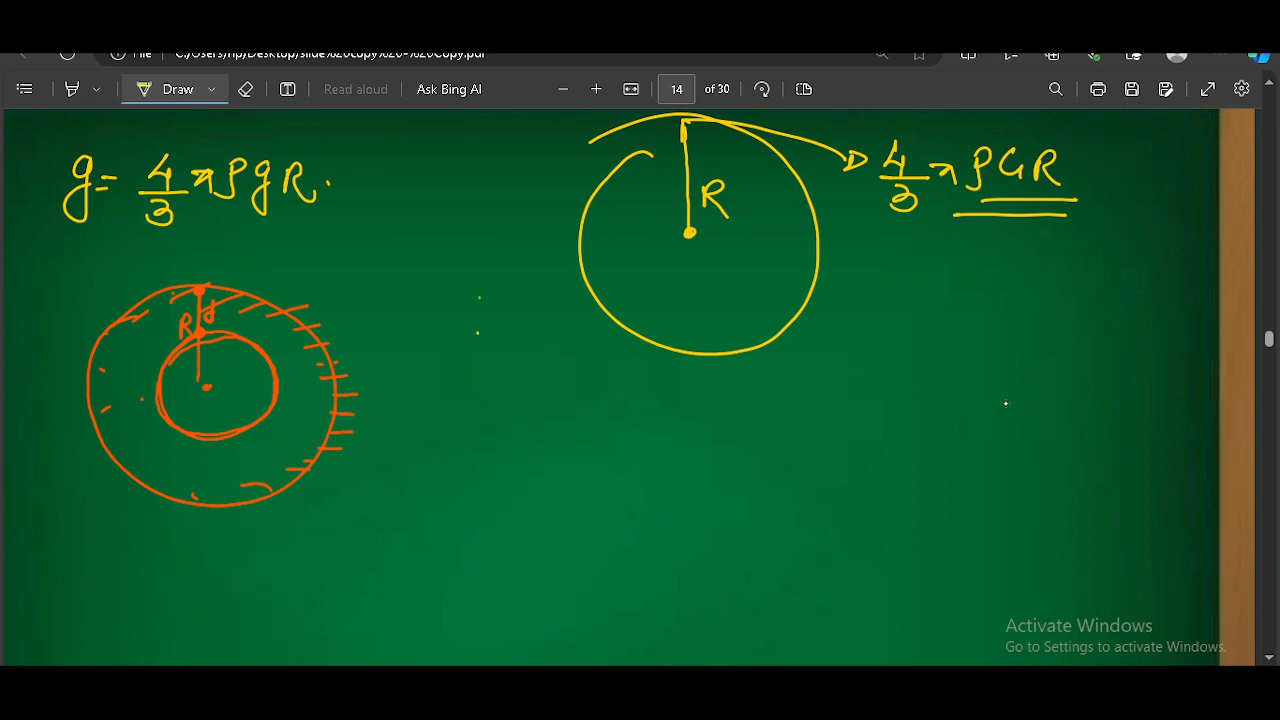 File C:/Users/hp/Desktop/slide%20copy%20-%20Copy.pdf
Draw Read aloud Ask Bing AI 14 of 30
g = 4/3 π ρ g R.
R
4/3 π ρ G R
R d
Activate Windows
Go to Settings to activate Windows.